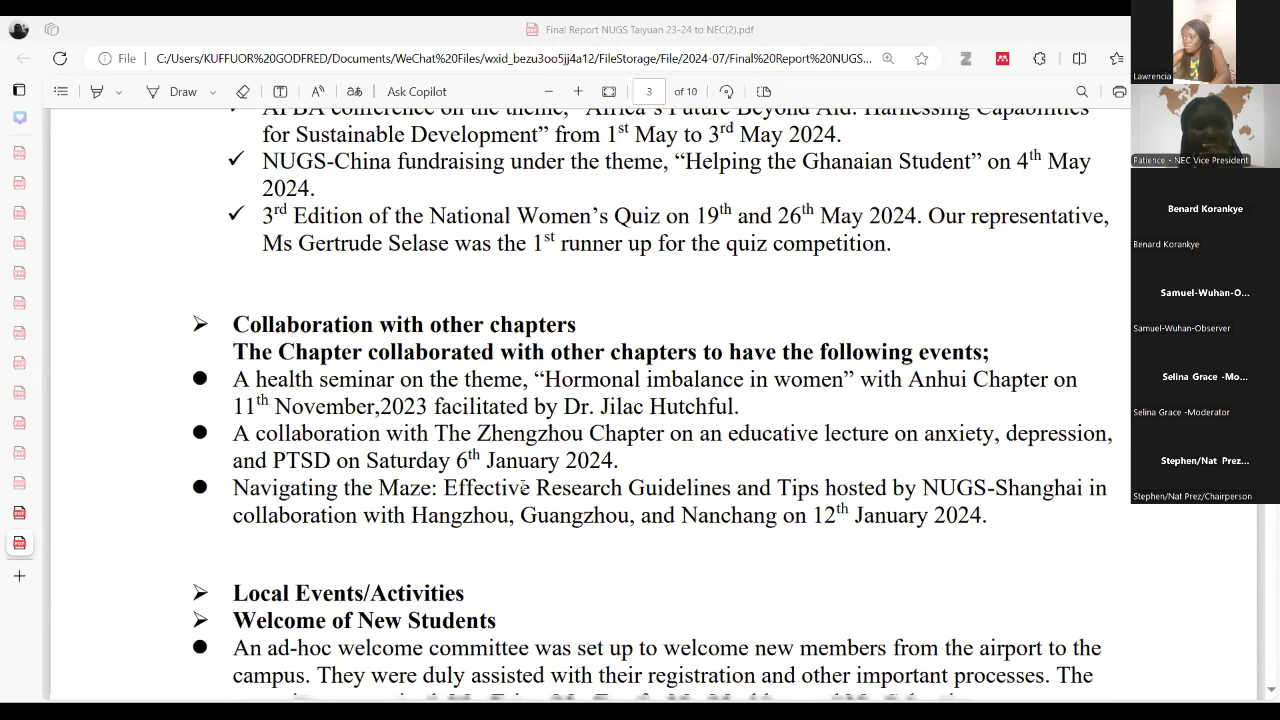 Final Report NUGS Taiyuan 23-24 to NEC(2).pdf
File C:/Users/KUFFUOR%20GODFRED/Documents/WeChat%20Files/wxid_bezu3oo5jj4a12/FileStorage/File/2024-07/Final%20Report%20NUGS...
Draw Ask Copilot 3 of 10
conference on the theme, “Africa's Future Beyond Aid: Harnessing Capabilities
for Sustainable Development” from 1st May to 3rd May 2024.
✓ NUGS-China fundraising under the theme, “Helping the Ghanaian Student” on 4th May
2024.
✓ 3rd Edition of the National Women's Quiz on 19th and 26th May 2024. Our representative,
Ms Gertrude Selase was the 1st runner up for the quiz competition.
➢ Collaboration with other chapters
The Chapter collaborated with other chapters to have the following events;
● A health seminar on the theme, “Hormonal imbalance in women” with Anhui Chapter on
11th November,2023 facilitated by Dr. Jilac Hutchful.
● A collaboration with The Zhengzhou Chapter on an educative lecture on anxiety, depression,
and PTSD on Saturday 6th January 2024.
● Navigating the Maze: Effective Research Guidelines and Tips hosted by NUGS-Shanghai in
collaboration with Hangzhou, Guangzhou, and Nanchang on 12th January 2024.
➢ Local Events/Activities
➢ Welcome of New Students
● An ad-hoc welcome committee was set up to welcome new members from the airport to the
campus. They were duly assisted with their registration and other important processes. The
Lawrencia
Patience - NEC Vice President
Benard Korankye
Benard Korankye
Samuel-Wuhan-O...
Samuel-Wuhan-Observer
Selina Grace -Mo...
Selina Grace -Moderator
Stephen/Nat Prez...
Stephen/Nat Prez/Chairperson